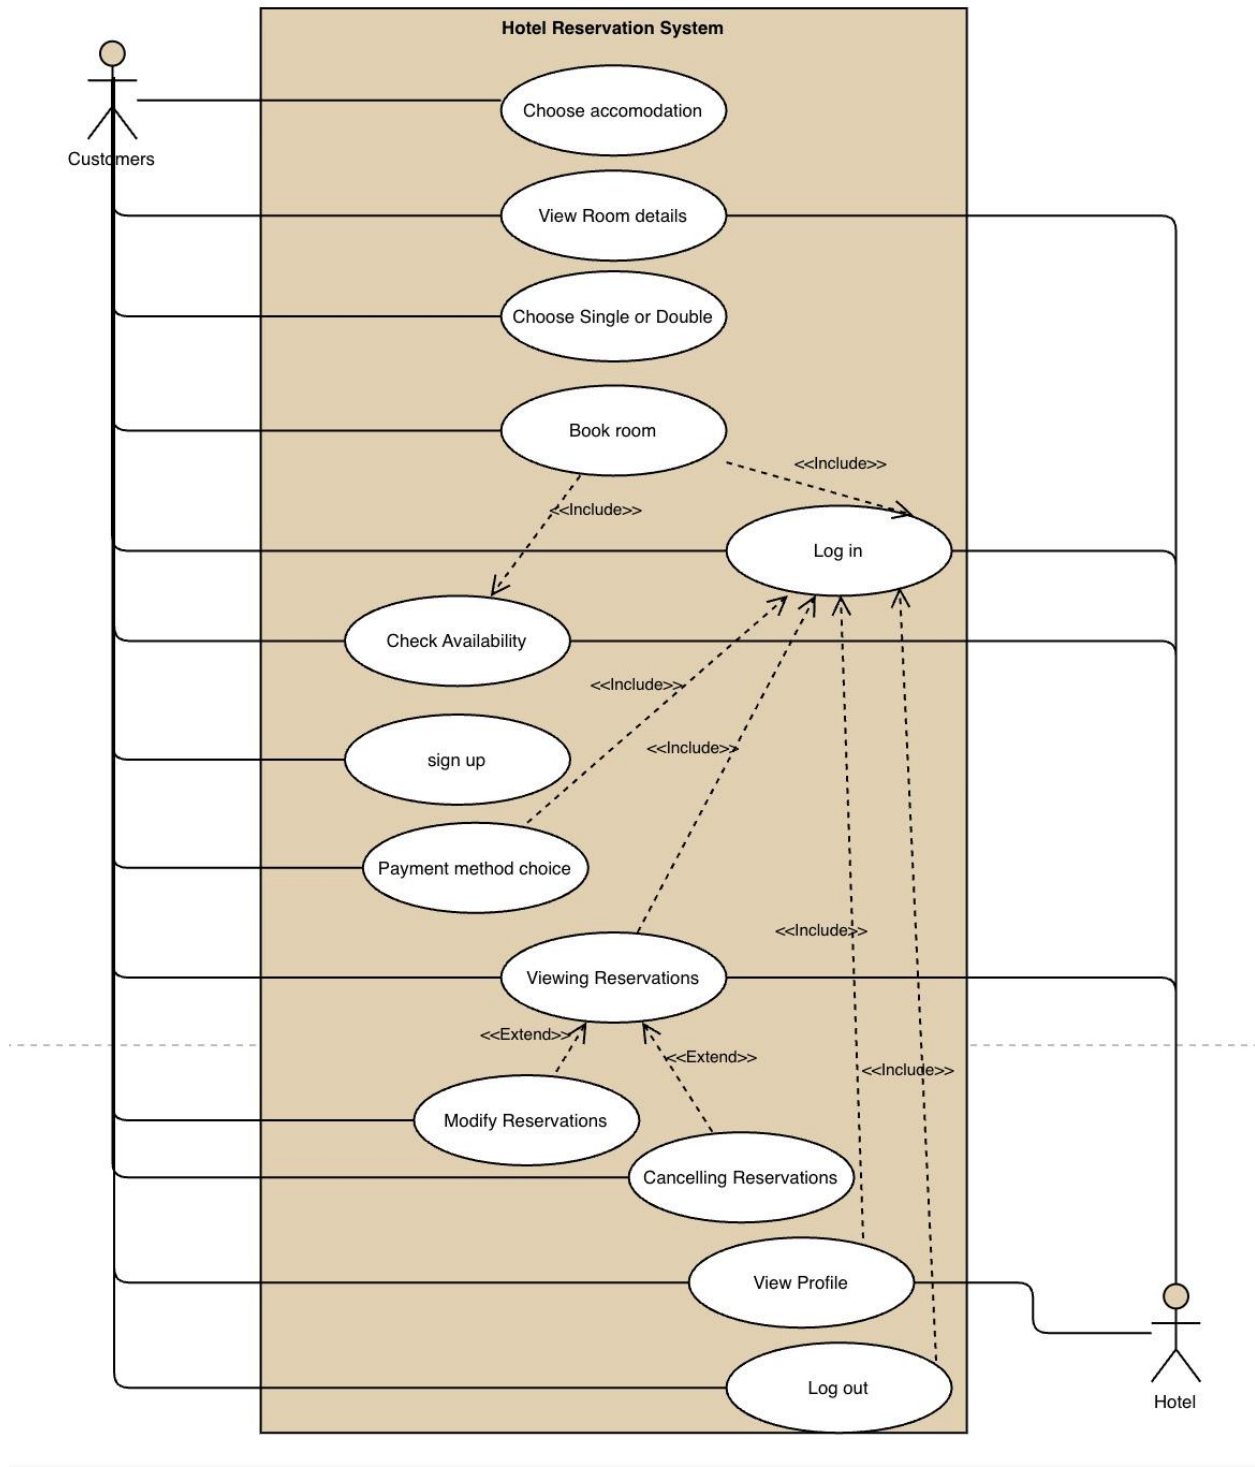 Hotel Reservation System
Choose accomodation
Customers
View Room details
Choose Single or Double
Book room
<<Include>>
<<Include>>
Log in
Check Availability
<<Include>>
<<Include>>
sign up
Payment method choice
<<Include>>
Viewing Reservations
<<Extend>>
<<Extend>>
<<Include>>
Modify Reservations
Cancelling Reservations
View Profile
Log out
Hotel